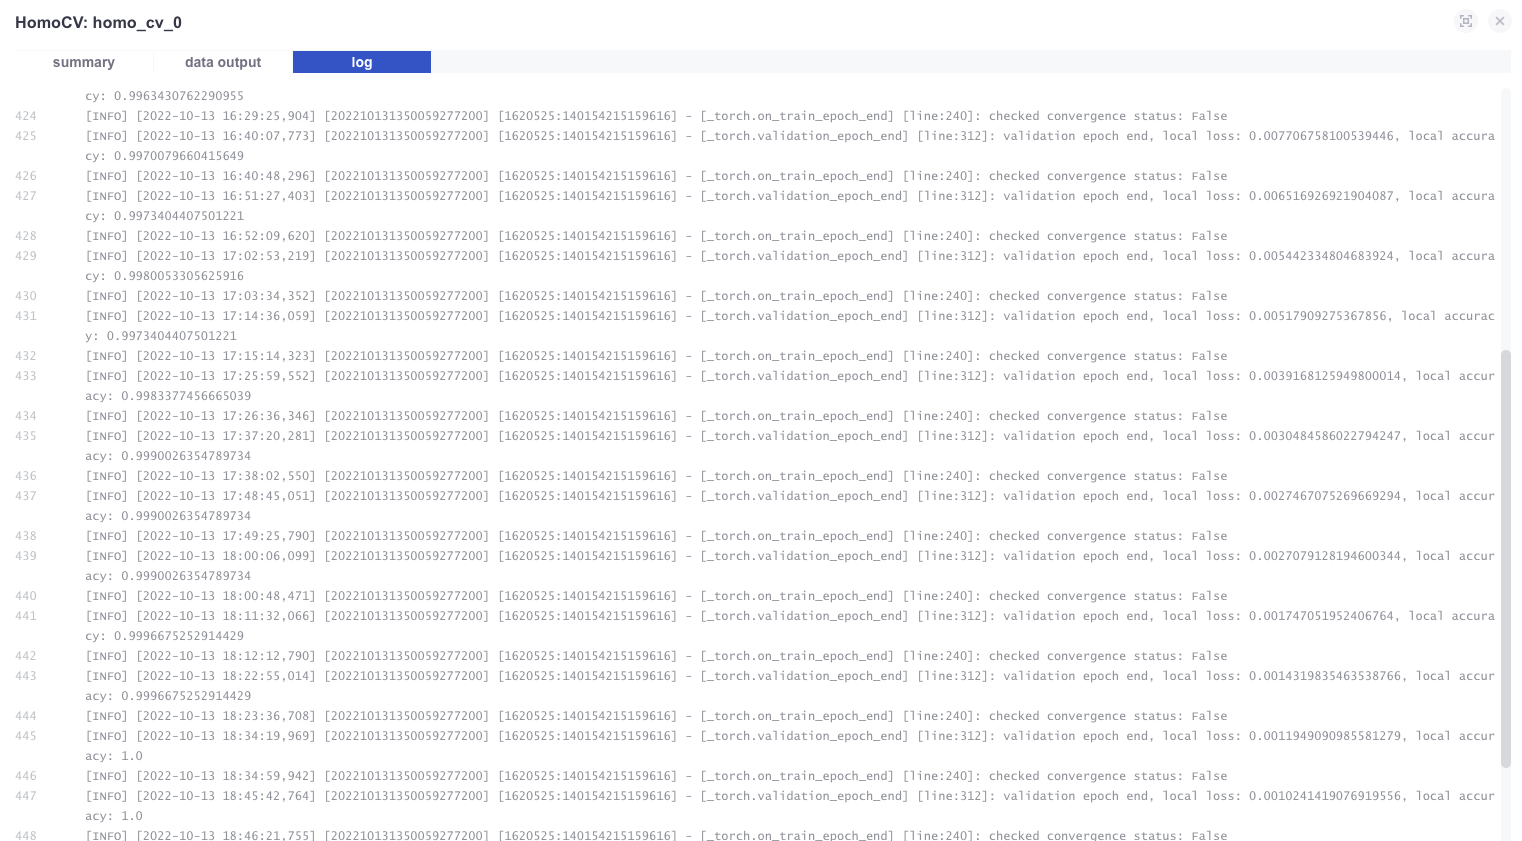 HomoCV: homo_cv_0
summary
data output
log
cy: 0.9963430762290955
424 [INFO] [2022-10-13 16:29:25,904] [202210131350059277200] [1620525:140154215159616] - [_torch.on_train_epoch_end] [line:240]: checked convergence status: False
425 [INFO] [2022-10-13 16:40:07,773] [202210131350059277200] [1620525:140154215159616] - [_torch.validation_epoch_end] [line:312]: validation epoch end, local loss: 0.007706758100539446, local accura
cy: 0.9970079660415649
426 [INFO] [2022-10-13 16:40:48,296] [202210131350059277200] [1620525:140154215159616] - [_torch.on_train_epoch_end] [line:240]: checked convergence status: False
427 [INFO] [2022-10-13 16:51:27,403] [202210131350059277200] [1620525:140154215159616] - [_torch.validation_epoch_end] [line:312]: validation epoch end, local loss: 0.006516926921904087, local accura
cy: 0.9973404407501221
428 [INFO] [2022-10-13 16:52:09,620] [202210131350059277200] [1620525:140154215159616] - [_torch.on_train_epoch_end] [line:240]: checked convergence status: False
429 [INFO] [2022-10-13 17:02:53,219] [202210131350059277200] [1620525:140154215159616] - [_torch.validation_epoch_end] [line:312]: validation epoch end, local loss: 0.005442334804683924, local accura
cy: 0.9980053305625916
430 [INFO] [2022-10-13 17:03:34,352] [202210131350059277200] [1620525:140154215159616] - [_torch.on_train_epoch_end] [line:240]: checked convergence status: False
431 [INFO] [2022-10-13 17:14:36,059] [202210131350059277200] [1620525:140154215159616] - [_torch.validation_epoch_end] [line:312]: validation epoch end, local loss: 0.00517909275367856, local accurac
y: 0.9973404407501221
432 [INFO] [2022-10-13 17:15:14,323] [202210131350059277200] [1620525:140154215159616] - [_torch.on_train_epoch_end] [line:240]: checked convergence status: False
433 [INFO] [2022-10-13 17:25:59,552] [202210131350059277200] [1620525:140154215159616] - [_torch.validation_epoch_end] [line:312]: validation epoch end, local loss: 0.0039168125949800014, local accur
acy: 0.9983377456665039
434 [INFO] [2022-10-13 17:26:36,346] [202210131350059277200] [1620525:140154215159616] - [_torch.on_train_epoch_end] [line:240]: checked convergence status: False
435 [INFO] [2022-10-13 17:37:20,281] [202210131350059277200] [1620525:140154215159616] - [_torch.validation_epoch_end] [line:312]: validation epoch end, local loss: 0.0030484586022794247, local accur
acy: 0.9990026354789734
436 [INFO] [2022-10-13 17:38:02,550] [202210131350059277200] [1620525:140154215159616] - [_torch.on_train_epoch_end] [line:240]: checked convergence status: False
437 [INFO] [2022-10-13 17:48:45,051] [202210131350059277200] [1620525:140154215159616] - [_torch.validation_epoch_end] [line:312]: validation epoch end, local loss: 0.0027467075269669294, local accur
acy: 0.9990026354789734
438 [INFO] [2022-10-13 17:49:25,790] [202210131350059277200] [1620525:140154215159616] - [_torch.on_train_epoch_end] [line:240]: checked convergence status: False
439 [INFO] [2022-10-13 18:00:06,099] [202210131350059277200] [1620525:140154215159616] - [_torch.validation_epoch_end] [line:312]: validation epoch end, local loss: 0.0027079128194600344, local accur
acy: 0.9990026354789734
440 [INFO] [2022-10-13 18:00:48,471] [202210131350059277200] [1620525:140154215159616] - [_torch.on_train_epoch_end] [line:240]: checked convergence status: False
441 [INFO] [2022-10-13 18:11:32,066] [202210131350059277200] [1620525:140154215159616] - [_torch.validation_epoch_end] [line:312]: validation epoch end, local loss: 0.001747051952406764, local accura
cy: 0.9996675252914429
442 [INFO] [2022-10-13 18:12:12,790] [202210131350059277200] [1620525:140154215159616] - [_torch.on_train_epoch_end] [line:240]: checked convergence status: False
443 [INFO] [2022-10-13 18:22:55,014] [202210131350059277200] [1620525:140154215159616] - [_torch.validation_epoch_end] [line:312]: validation epoch end, local loss: 0.0014319835463538766, local accur
acy: 0.9996675252914429
444 [INFO] [2022-10-13 18:23:36,708] [202210131350059277200] [1620525:140154215159616] - [_torch.on_train_epoch_end] [line:240]: checked convergence status: False
445 [INFO] [2022-10-13 18:34:19,969] [202210131350059277200] [1620525:140154215159616] - [_torch.validation_epoch_end] [line:312]: validation epoch end, local loss: 0.0011949090985581279, local accur
acy: 1.0
446 [INFO] [2022-10-13 18:34:59,942] [202210131350059277200] [1620525:140154215159616] - [_torch.on_train_epoch_end] [line:240]: checked convergence status: False
447 [INFO] [2022-10-13 18:45:42,764] [202210131350059277200] [1620525:140154215159616] - [_torch.validation_epoch_end] [line:312]: validation epoch end, local loss: 0.0010241419076919556, local accur
acy: 1.0
448 [INFO] [2022-10-13 18:46:21,755] [202210131350059277200] [1620525:140154215159616] - [_torch.on_train_epoch_end] [line:240]: checked convergence status: False